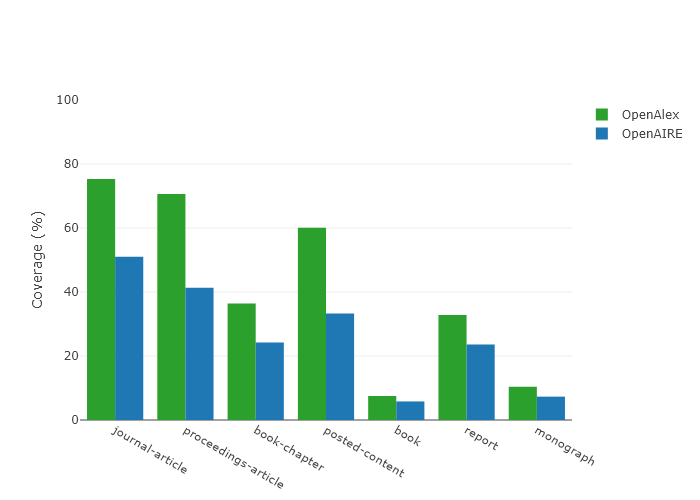 100
80
60
40
20
0
Coverage (%)
journal-article
proceedings-article
book-chapter
posted-content
book
report
monograph
OpenAlex
OpenAIRE